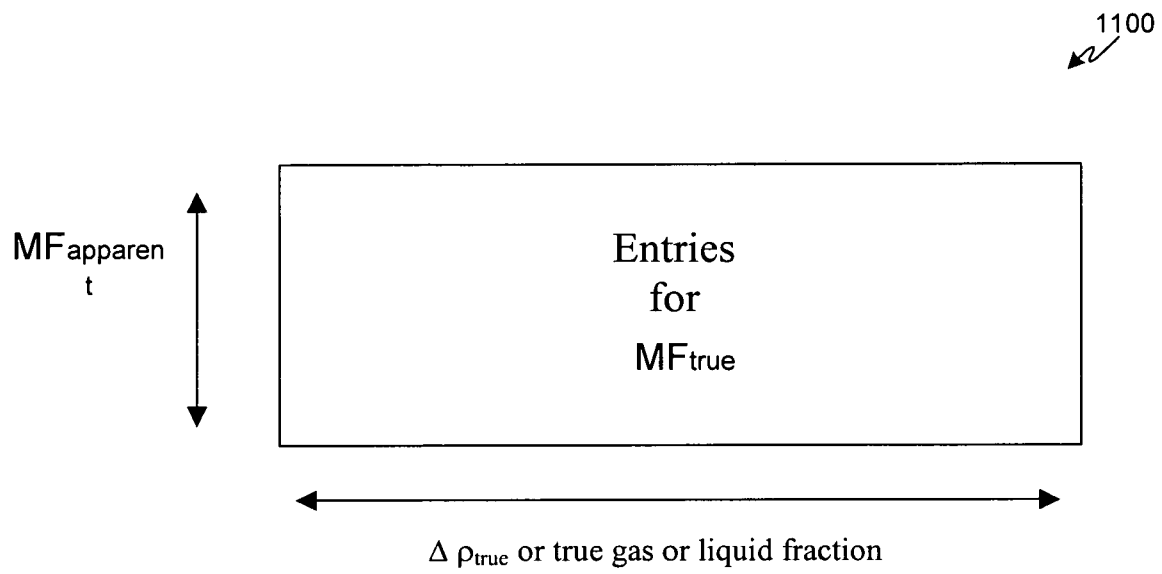 1100
Entries
for
MFtrue
MFapparen
t
Δ ρtrue or true gas or liquid fraction